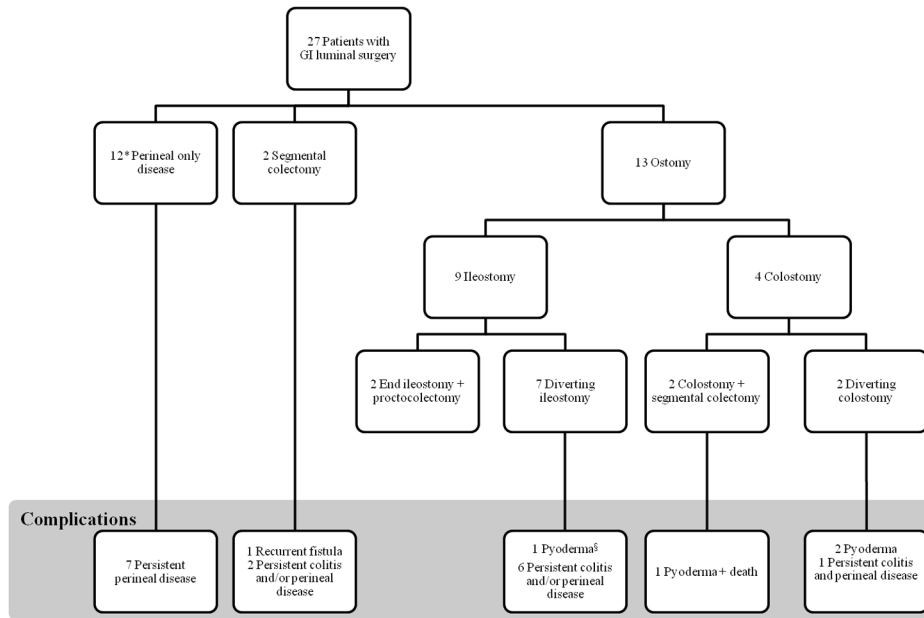 27 Patients with
GI luminal surgery
12* Perineal only
disease
2 Segmental
colectomy
13 Ostomy
9 Ileostomy
4 Colostomy
2 End ileostomy +
proctocolectomy
7 Diverting
ileostomy
2 Colostomy +
segmental colectomy
2 Diverting
colostomy
Complications
7 Persistent
perineal disease
1 Recurrent fistula
2 Persistent colitis
and/or perineal
disease
1 Pyoderma§
6 Persistent colitis
and/or perineal
disease
1 Pyoderma + death
2 Pyoderma
1 Persistent colitis
and perineal disease